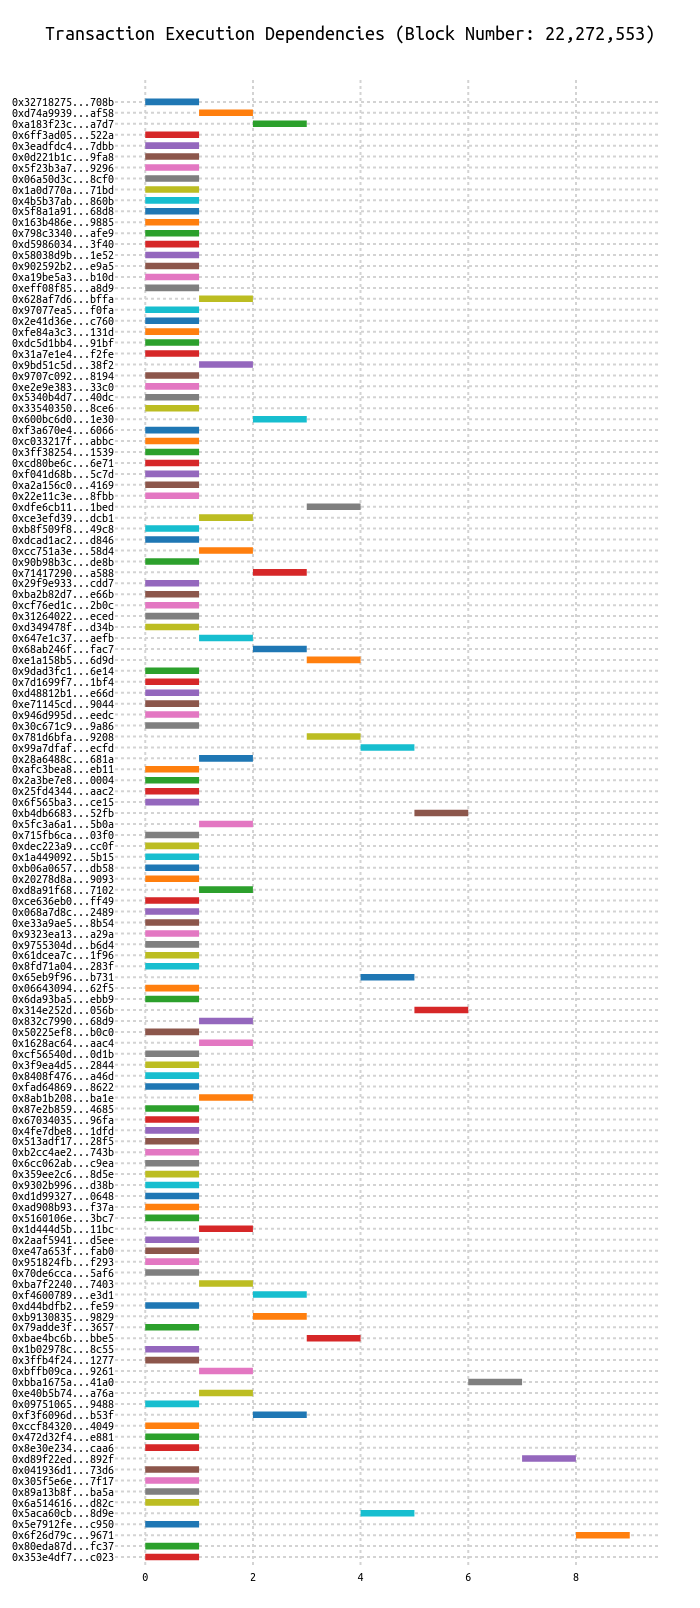 Transaction Execution Dependencies (Block Number: 22,272,553)
0x32718275...708b
0xd74a9939...af58
0xa183f23c...a7d7
0x6ff3ad05...522a
0x3eadfdc4...7dbb
0x0d221b1c...9fa8
0x5f23b3a7...9296
0x06a50d3c...8cf0
0x1a0d770a...71bd
0x4b5b37ab...860b
0x5f8a1a91...68d8
0x163b486e...9885
0x798c3340...afe9
0xd5986034...3f40
0x58038d9b...1e52
0x902592b2...e9a5
0xa19be5a3...b10d
0xeff08f85...a8d9
0x628af7d6...bffa
0x97077ea5...f0fa
0x2e41d36e...c760
0xfe84a3c3...131d
0xdc5d1bb4...91bf
0x31a7e1e4...f2fe
0x9bd51c5d...38f2
0x9707c092...8194
0xe2e9e383...33c0
0x5340b4d7...40dc
0x33540350...8ce6
0x600bc6d0...1e30
0xf3a670e4...6066
0xc033217f...abbc
0x3ff38254...1539
0xcd80be6c...6e71
0xf041d68b...5c7d
0xa2a156c0...4169
0x22e11c3e...8fbb
0xdfe6cb11...1bed
0xce3efd39...dcb1
0xb8f509f8...49c8
0xdcad1ac2...d846
0xcc751a3e...58d4
0x90b98b3c...de8b
0x71417290...a588
0x29f9e933...cdd7
0xba2b82d7...e66b
0xcf76ed1c...2b0c
0x31264022...eced
0xd349478f...d34b
0x647e1c37...aefb
0x68ab246f...fac7
0xe1a158b5...6d9d
0x9dad3fc1...6e14
0x7d1699f7...1bf4
0xd48812b1...e66d
0xe71145cd...9044
0x946d995d...eedc
0x30c671c9...9a86
0x781d6bfa...9208
0x99a7dfaf...ecfd
0x28a6488c...681a
0xafc3bea8...eb11
0x2a3be7e8...0004
0x25fd4344...aac2
0x6f565ba3...ce15
0xb4db6683...52fb
0x5fc3a6a1...5b0a
0x715fb6ca...03f0
0xdec223a9...cc0f
0x1a449092...5b15
0xb06a0657...db58
0x20278d8a...9093
0xd8a91f68...7102
0xce636eb0...ff49
0x068a7d8c...2489
0xe33a9ae5...8b54
0x9323ea13...a29a
0x9755304d...b6d4
0x61dcea7c...1f96
0x8fd71a04...283f
0x65eb9f96...b731
0x06643094...62f5
0x6da93ba5...ebb9
0x314e252d...056b
0x832c7990...68d9
0x50225ef8...b0c0
0x1628ac64...aac4
0xcf56540d...0d1b
0x3f9ea4d5...2844
0x8408f476...a46d
0xfad64869...8622
0x8ab1b208...ba1e
0x87e2b859...4685
0x67034035...96fa
0x4fe7dbe8...1dfd
0x513adf17...28f5
0xb2cc4ae2...743b
0x6cc062ab...c9ea
0x359ee2c6...8d5e
0x9302b996...d38b
0xd1d99327...0648
0xad908b93...f37a
0x5160106e...3bc7
0x1d444d5b...11bc
0x2aaf5941...d5ee
0xe47a653f...fab0
0x951824fb...f293
0x70de6cca...5af6
0xba7f2240...7403
0xf4600789...e3d1
0xd44bdfb2...fe59
0xb9130835...9829
0x79adde3f...3657
0xbae4bc6b...bbe5
0x1b02978c...8c55
0x3ffb4f24...1277
0xbffb09ca...9261
0xbba1675a...41a0
0xe40b5b74...a76a
0x09751065...9488
0xf3f6096d...b53f
0xccf84320...4049
0x472d32f4...e881
0x8e30e234...caa6
0xd89f22ed...892f
0x041936d1...73d6
0x305f5e6e...7f17
0x89a13b8f...ba5a
0x6a514616...d82c
0x5aca60cb...8d9e
0x5e7912fe...c950
0x6f26d79c...9671
0x80eda87d...fc37
0x353e4df7...c023
0 2 4 6 8